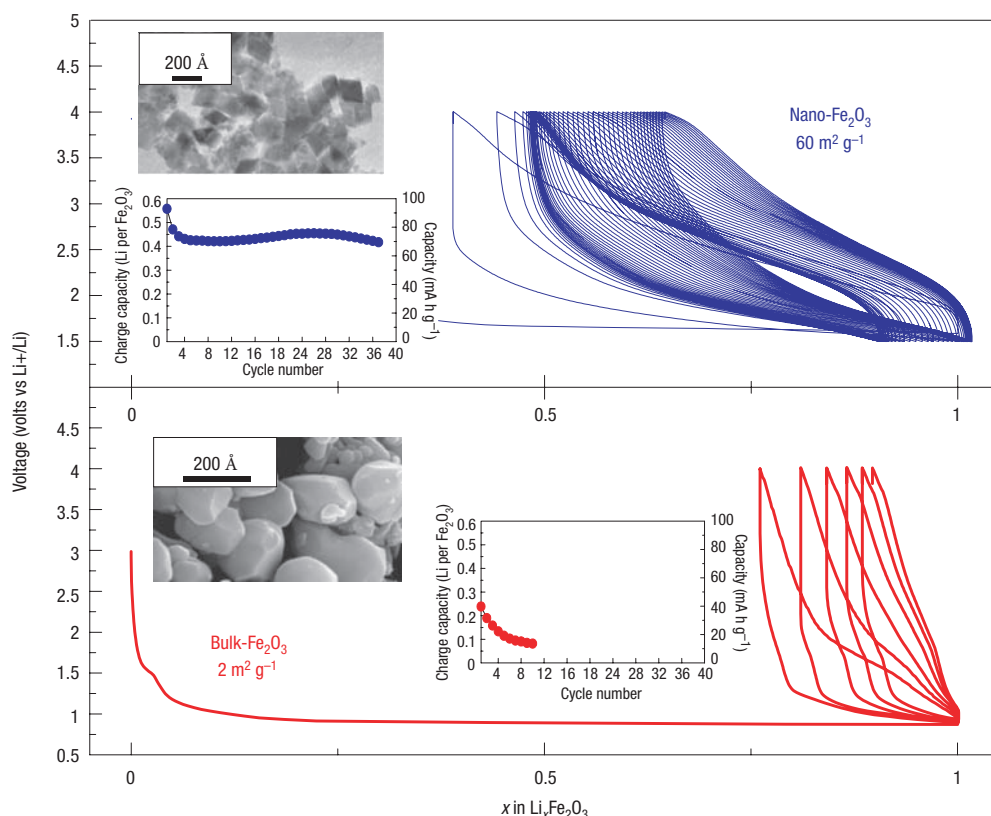 5
4.5
4
3.5
3
2.5
2
1.5
200 Å
Nano-Fe₂O₃
60 m² g⁻¹
Charge capacity (Li per Fe₂O₃)
0.6
0.5
0.4
0.3
0.2
0.1
0
100
80
60
40
20
0
Capacity (mA h g⁻¹)
4 8 12 16 20 24 28 32 36 40
Cycle number
0 0.5 1
Voltage (volts vs Li+/Li)
4.5
4
3.5
3
2.5
2
1.5
1
0.5
200 Å
Bulk-Fe₂O₃
2 m² g⁻¹
Charge capacity (Li per Fe₂O₃)
0.6
0.5
0.4
0.3
0.2
0.1
0
100
80
60
40
20
0
Capacity (mA h g⁻¹)
4 8 12 16 20 24 28 32 36 40
Cycle number
0 0.5 1
x in LiₓFe₂O₃